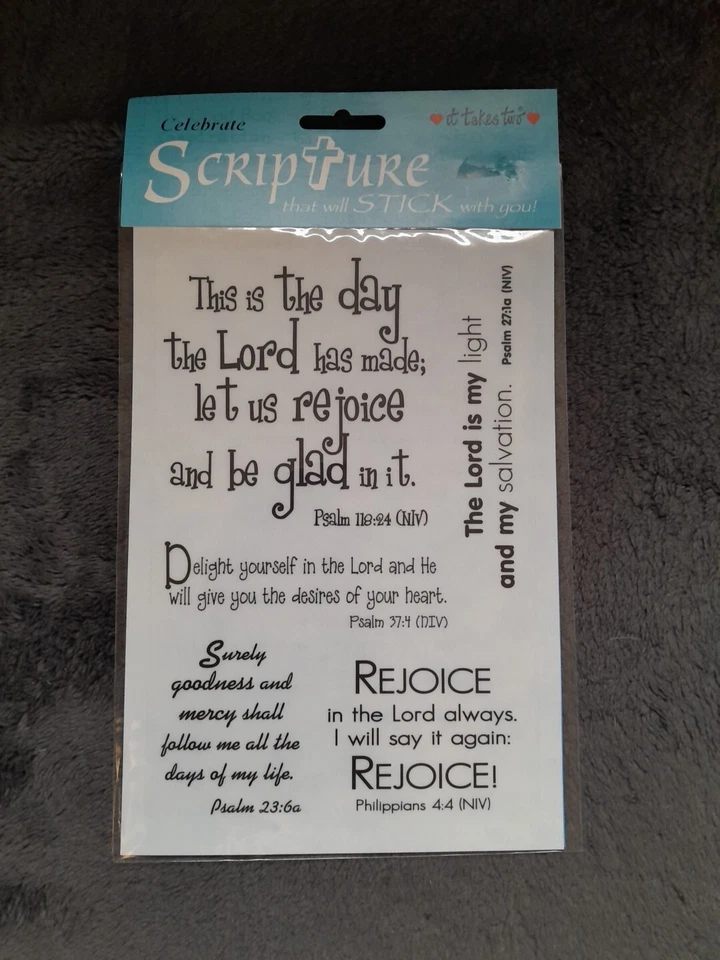 Celebrate
it takes two
SCRIPTURE
that will STICK with you!
This is the day
the Lord has made;
let us rejoice
and be glad in it.
Psalm 118:24 (NIV)
The Lord is my light
and my salvation. Psalm 27:1a (NIV)
Delight yourself in the Lord and He
will give you the desires of your heart.
Psalm 37:4 (NIV)
Surely
goodness and
mercy shall
follow me all the
days of my life.
Psalm 23:6a
REJOICE
in the Lord always.
I will say it again:
REJOICE!
Philippians 4:4 (NIV)